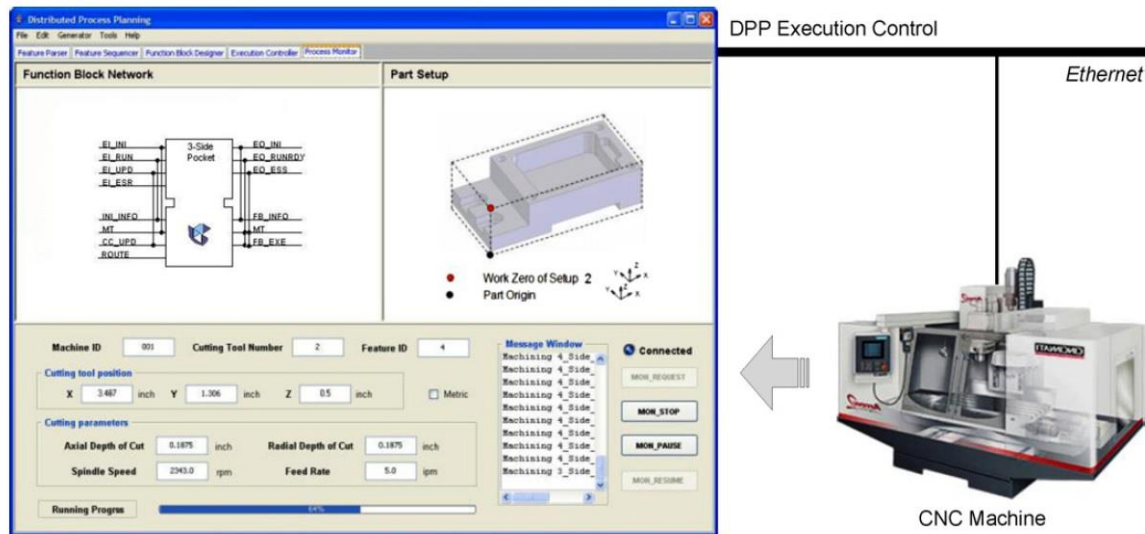 Distributed Process Planning
File Edit Generator Tools Help
Feature Parser Feature Sequencer Function Block Designer Execution Controller Process Monitor
Function Block Network
Part Setup
EI_INI
EI_RUN
EI_UPD
EI_ESR
3-Side
Pocket
EO_INI
EO_RUNRDY
EO_ESS
INI_INFO
MT
CC_UPD
ROUTE
FB_INFO
MT
FB_EXE
Z
Y X
Z
Y X
Work Zero of Setup 2
Part Origin
Machine ID 001 Cutting Tool Number 2 Feature ID 4
Cutting tool position
X 3.487 inch Y 1.306 inch Z 0.5 inch Metric
Cutting parameters
Axial Depth of Cut 0.1875 inch Radial Depth of Cut 0.1875 inch
Spindle Speed 2343.0 rpm Feed Rate 5.0 ipm
Running Progres 64%
Message Window
Machining 4_Side_
Machining 4_Side_
Machining 4_Side_
Machining 4_Side_
Machining 4_Side_
Machining 4_Side_
Machining 4_Side_
Machining 4_Side_
Machining 4_Side_
Machining 3_Side_
Connected
MON_REQUEST
MON_STOP
MON_PAUSE
MON_RESUME
DPP Execution Control
Ethernet
Sigma
Sigma
CINCINNATI
CNC Machine